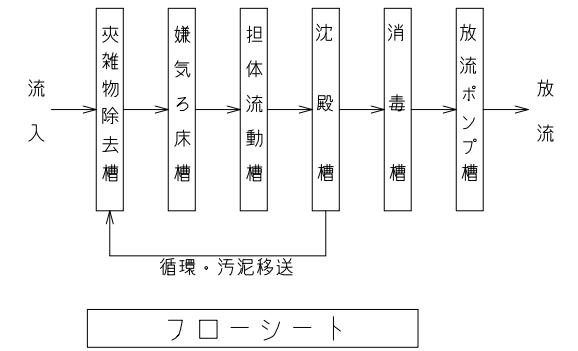 流入
夾雑物除去槽
嫌気ろ床槽
担体流動槽
沈殿槽
消毒槽
放流ポンプ槽
放流
循環・汚泥移送
フローシート